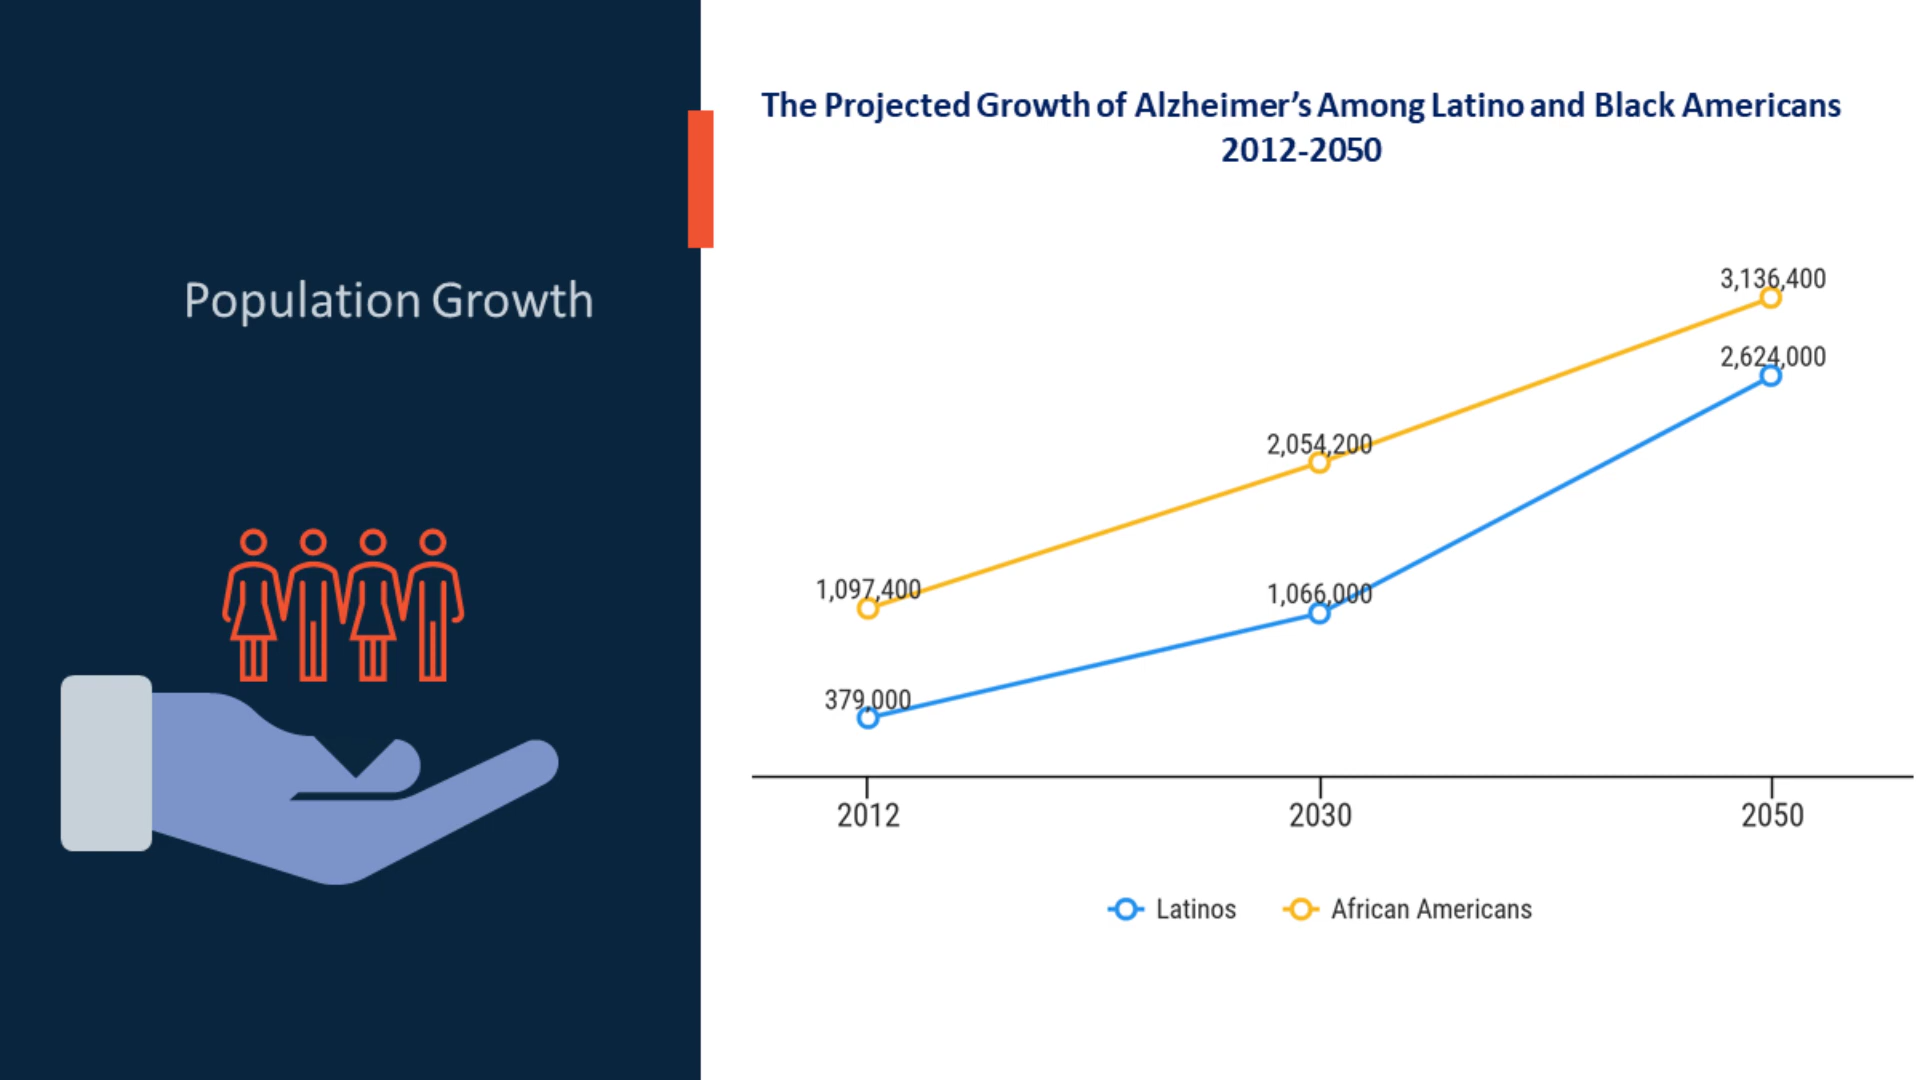 Population Growth
The Projected Growth of Alzheimer’s Among Latino and Black Americans
2012-2050
3,136,400
2,624,000
2,054,200
1,097,400
1,066,000
379,000
2012 2030 2050
Latinos African Americans